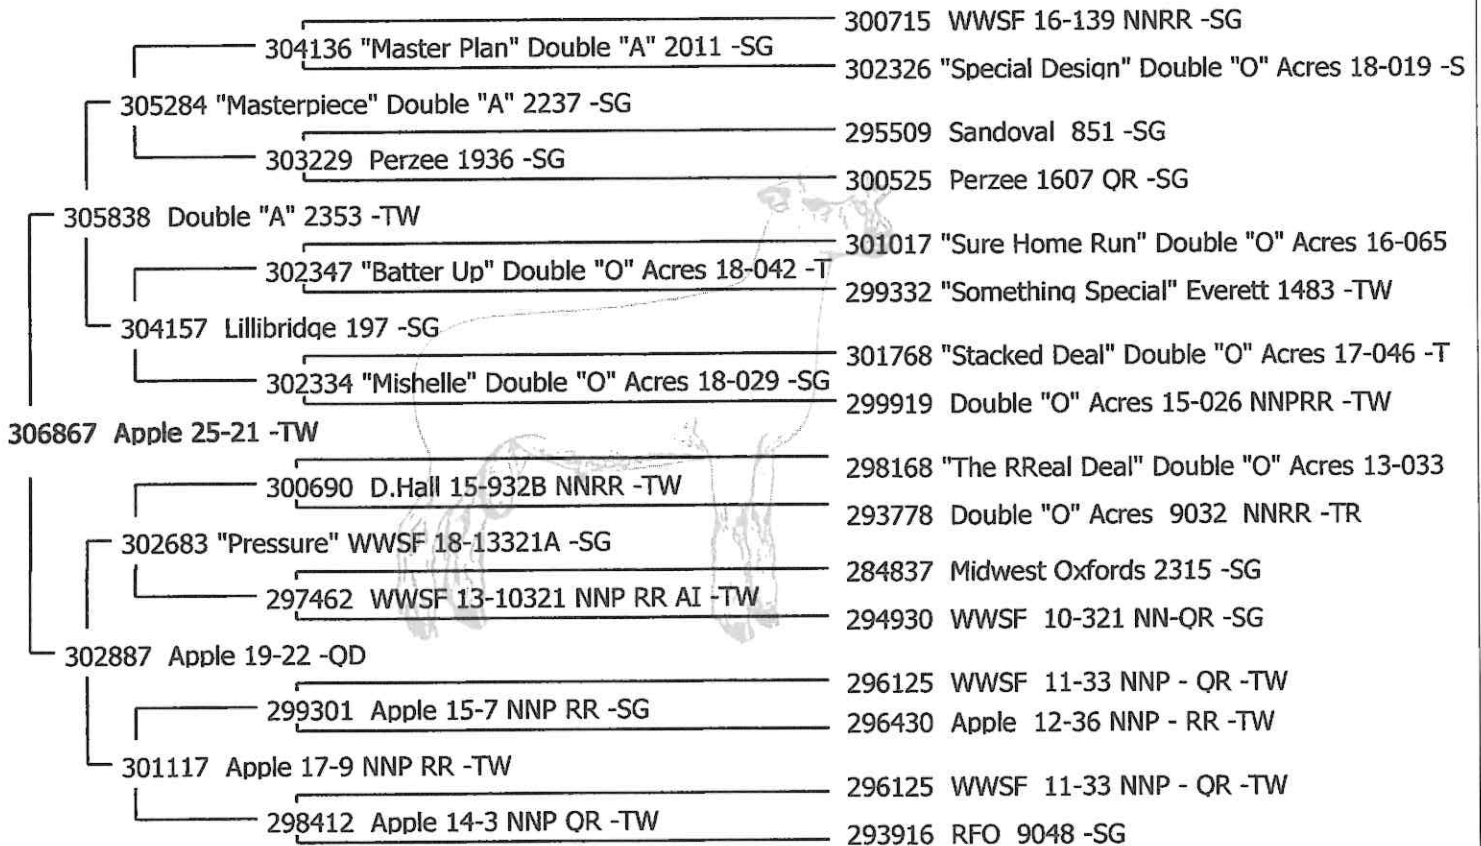 300715 WWSF 16-139 NNRR -SG
304136 "Master Plan" Double "A" 2011 -SG
302326 "Special Design" Double "O" Acres 18-019 -S
305284 "Masterpiece" Double "A" 2237 -SG
295509 Sandoval 851 -SG
303229 Perzee 1936 -SG
300525 Perzee 1607 QR -SG
305838 Double "A" 2353 -TW
301017 "Sure Home Run" Double "O" Acres 16-065
302347 "Batter Up" Double "O" Acres 18-042 -T
299332 "Something Special" Everett 1483 -TW
304157 Lillibridge 197 -SG
301768 "Stacked Deal" Double "O" Acres 17-046 -T
302334 "Mishelle" Double "O" Acres 18-029 -SG
299919 Double "O" Acres 15-026 NNPRR -TW
306867 Apple 25-21 -TW
298168 "The RReal Deal" Double "O" Acres 13-033
300690 D.Hall 15-932B NNRR -TW
293778 Double "O" Acres 9032 NNRR -TR
302683 "Pressure" WWSF 18-13321A -SG
284837 Midwest Oxfords 2315 -SG
297462 WWSF 13-10321 NNP RR AI -TW
294930 WWSF 10-321 NN-QR -SG
302887 Apple 19-22 -QD
296125 WWSF 11-33 NNP - QR -TW
299301 Apple 15-7 NNP RR -SG
296430 Apple 12-36 NNP - RR -TW
301117 Apple 17-9 NNP RR -TW
296125 WWSF 11-33 NNP - QR -TW
298412 Apple 14-3 NNP QR -TW
293916 RFO 9048 -SG